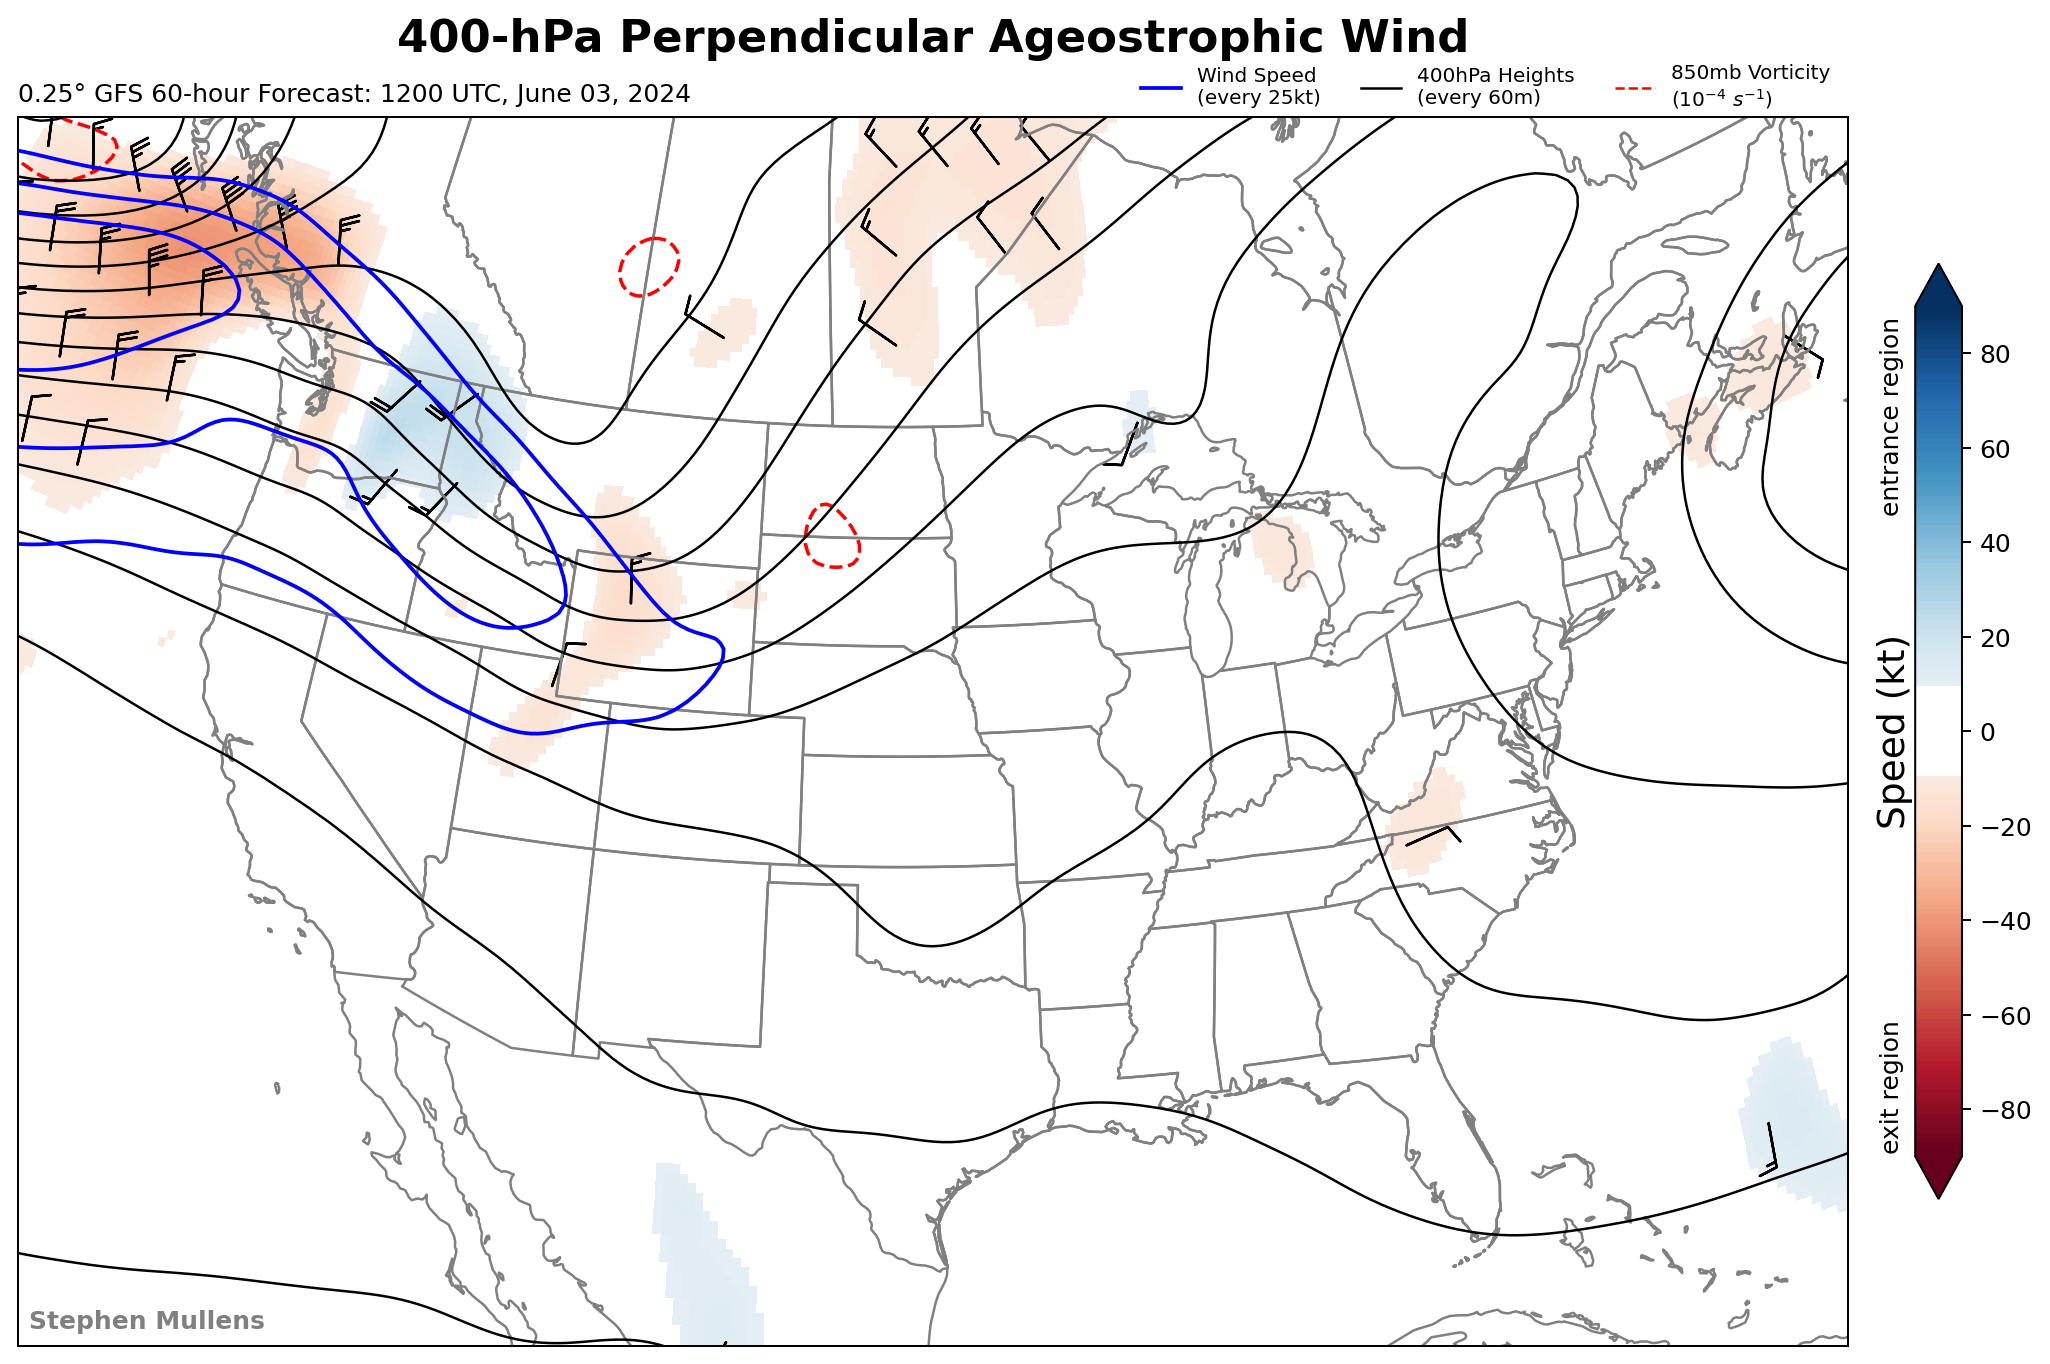 400-hPa Perpendicular Ageostrophic Wind
0.25° GFS 60-hour Forecast: 1200 UTC, June 03, 2024
Wind Speed
(every 25kt)
400hPa Heights
(every 60m)
850mb Vorticity
(10⁻⁴ s⁻¹)
80
60
40
20
0
−20
−40
−60
−80
entrance region
Speed (kt)
exit region
Stephen Mullens